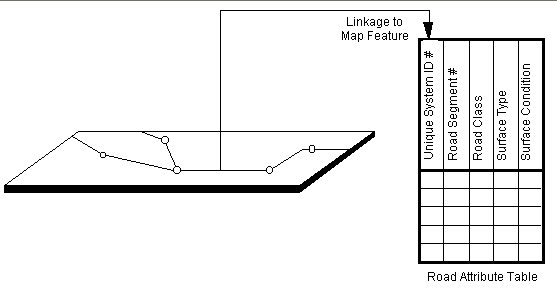 Linkage to
Map Feature
Unique System ID #
Road Segment #
Road Class
Surface Type
Surface Condition
Road Attribute Table